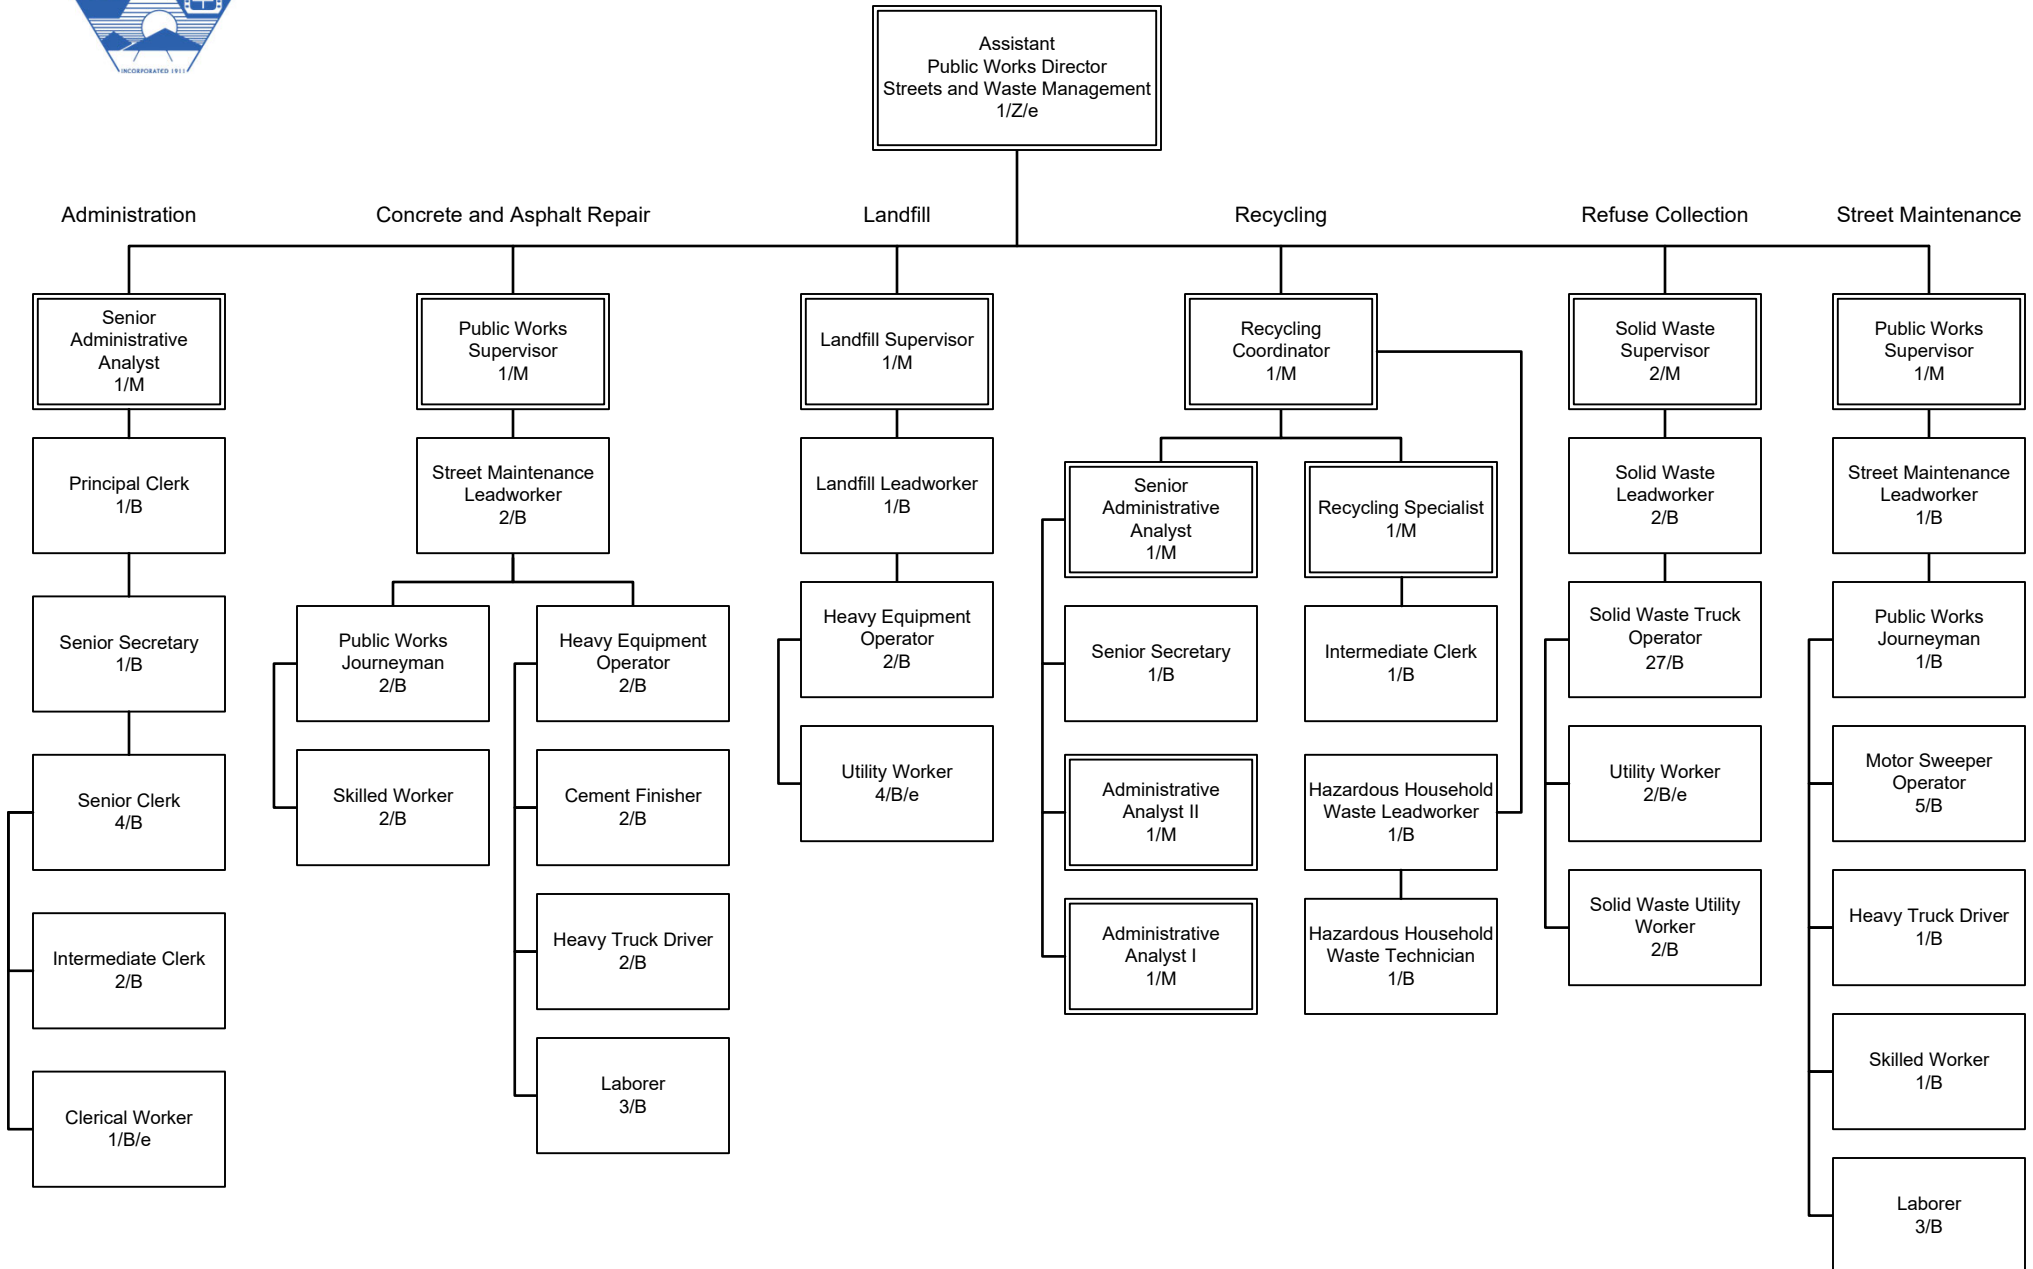 INCORPORATED 1911
Assistant
Public Works Director
Streets and Waste Management
1/Z/e
Administration
Concrete and Asphalt Repair
Landfill
Recycling
Refuse Collection
Street Maintenance
Senior
Administrative
Analyst
1/M
Principal Clerk
1/B
Senior Secretary
1/B
Senior Clerk
4/B
Intermediate Clerk
2/B
Clerical Worker
1/B/e
Public Works
Supervisor
1/M
Street Maintenance
Leadworker
2/B
Public Works
Journeyman
2/B
Skilled Worker
2/B
Heavy Equipment
Operator
2/B
Cement Finisher
2/B
Heavy Truck Driver
2/B
Laborer
3/B
Landfill Supervisor
1/M
Landfill Leadworker
1/B
Heavy Equipment
Operator
2/B
Utility Worker
4/B/e
Recycling
Coordinator
1/M
Senior
Administrative
Analyst
1/M
Senior Secretary
1/B
Administrative
Analyst II
1/M
Administrative
Analyst I
1/M
Recycling Specialist
1/M
Intermediate Clerk
1/B
Hazardous Household
Waste Leadworker
1/B
Hazardous Household
Waste Technician
1/B
Solid Waste
Supervisor
2/M
Solid Waste
Leadworker
2/B
Solid Waste Truck
Operator
27/B
Utility Worker
2/B/e
Solid Waste Utility
Worker
2/B
Public Works
Supervisor
1/M
Street Maintenance
Leadworker
1/B
Public Works
Journeyman
1/B
Motor Sweeper
Operator
5/B
Heavy Truck Driver
1/B
Skilled Worker
1/B
Laborer
3/B